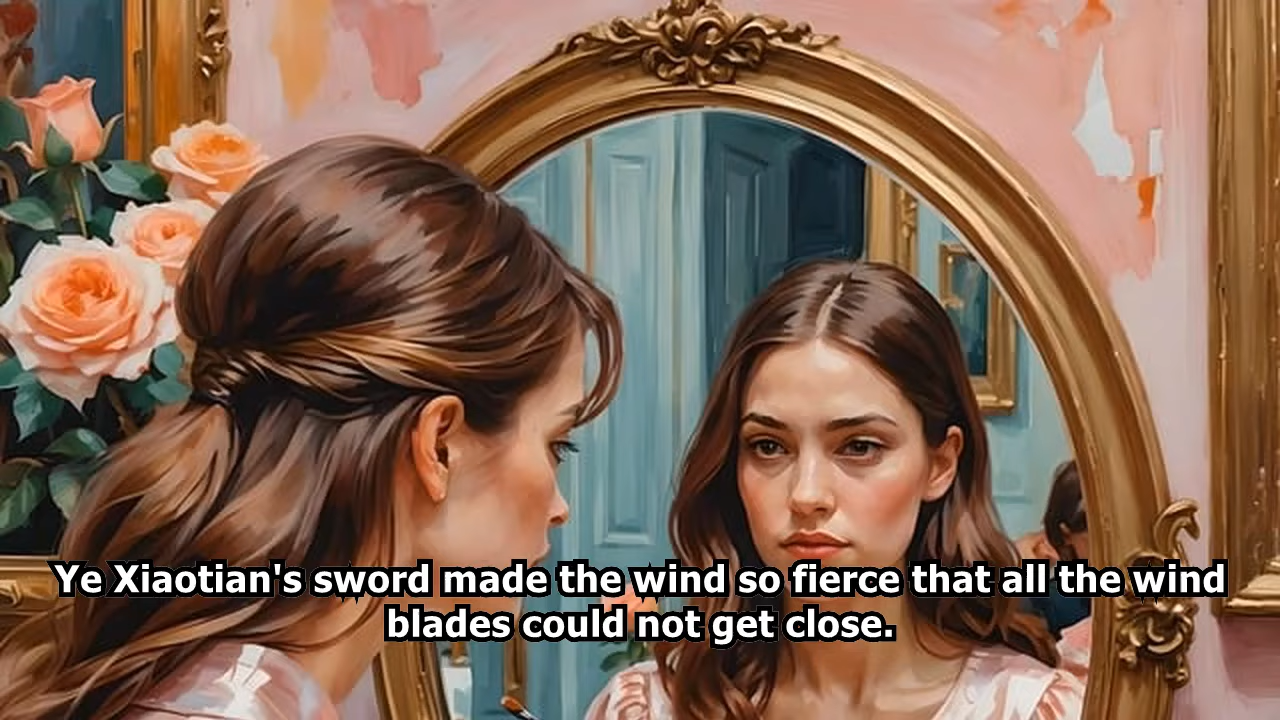 Ye Xiaotian's sword made the wind so fierce that all the wind
blades could not get close.